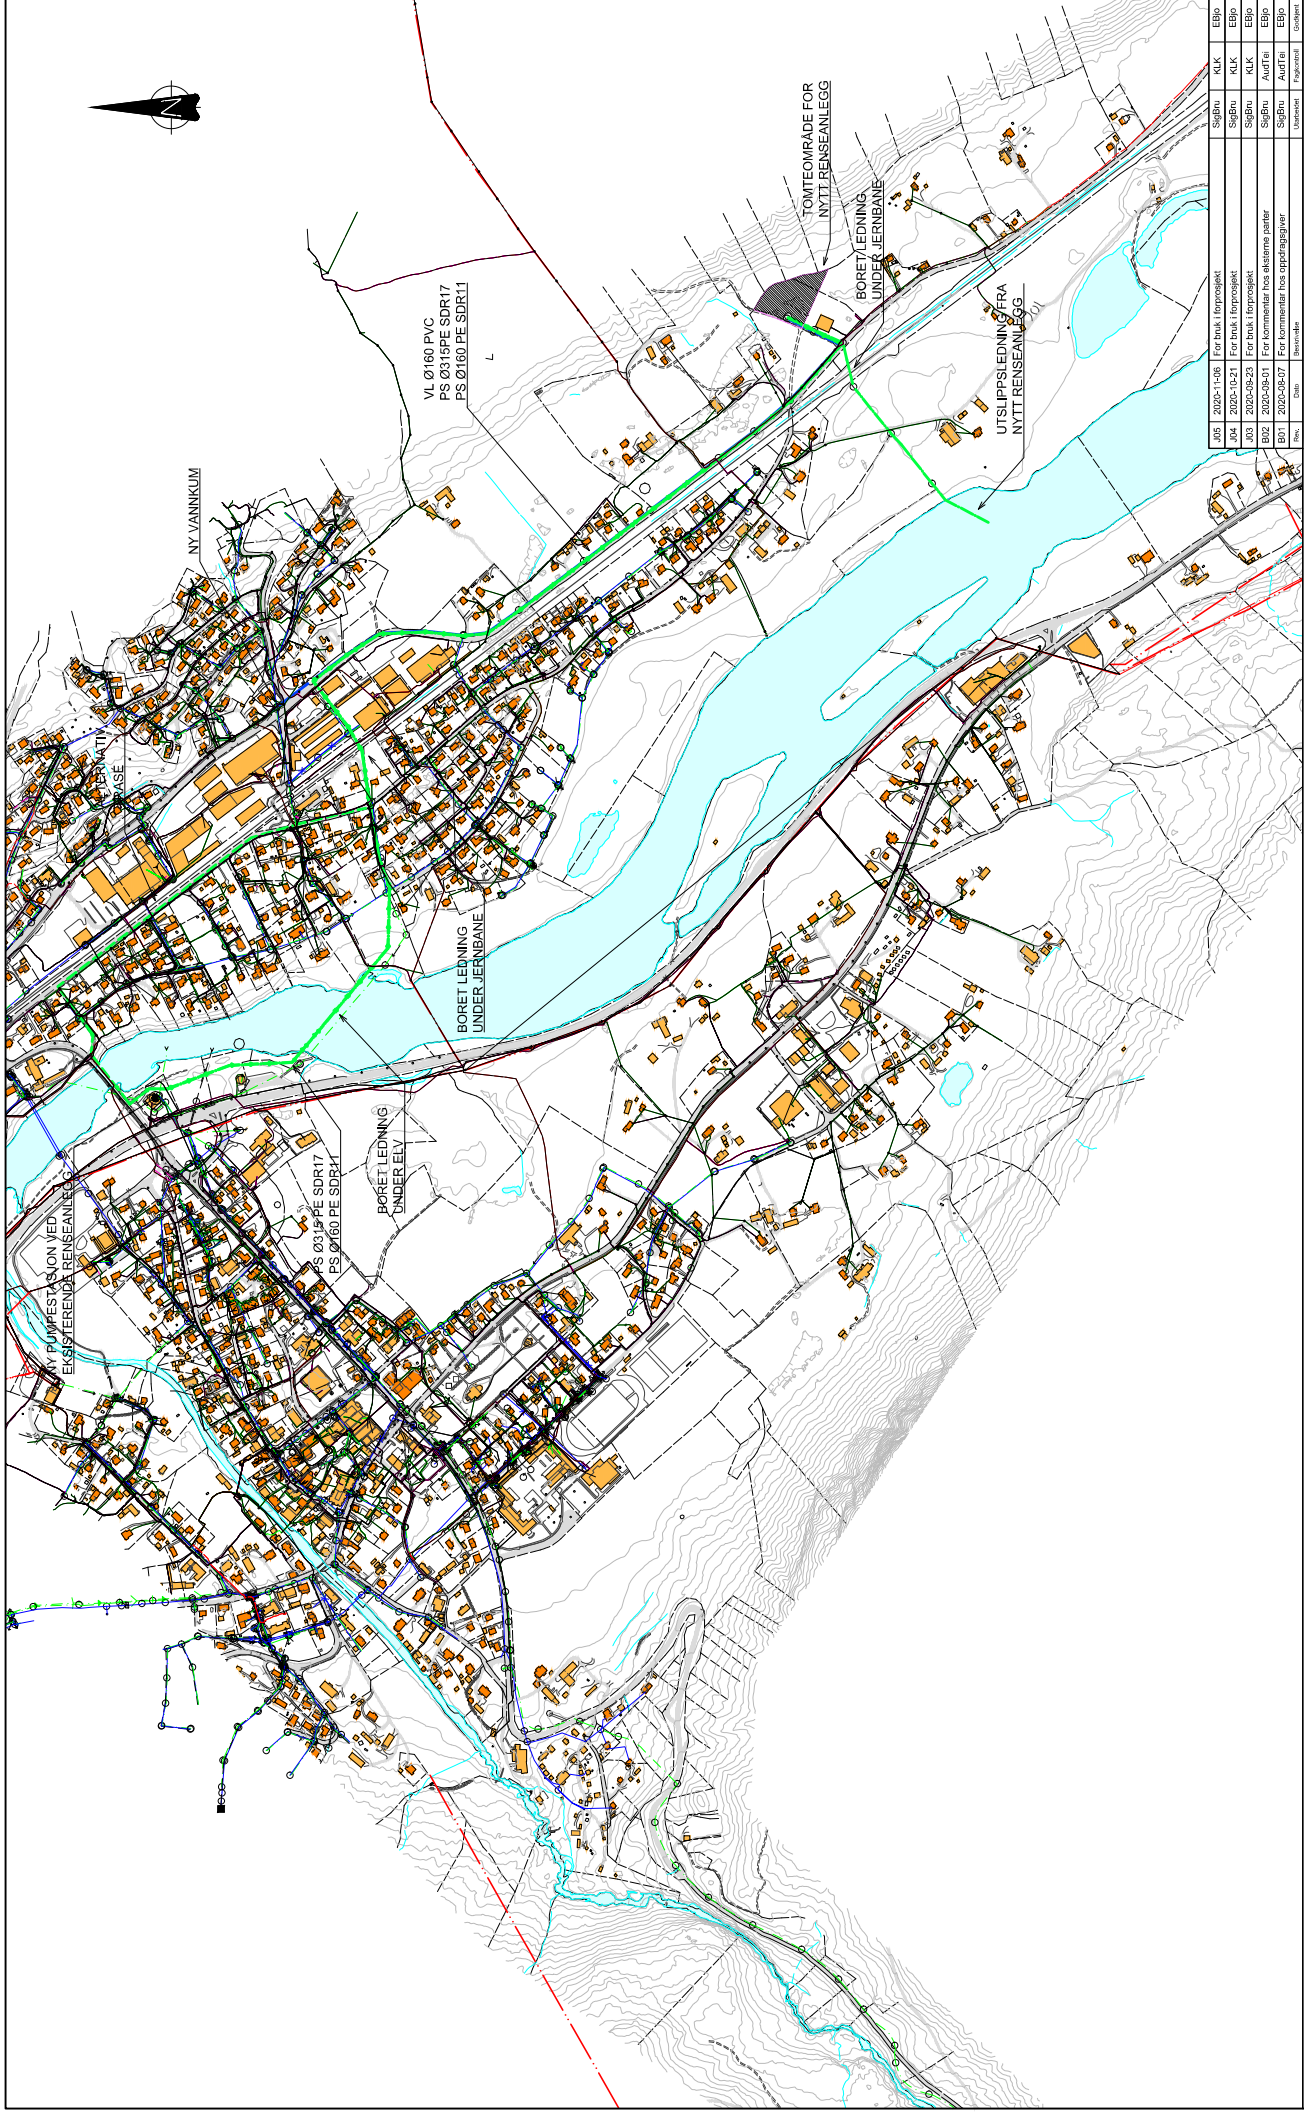 NY VANNKUM
VL Ø160 PVC
PS Ø315PE SDR17
PS Ø160 PE SDR11
TOMTEOMRÅDE FOR
NYTT RENSEANLEGG
BORET LEDNING
UNDER JERNBANE
UTSLIPPSLEDNING FRA
NYTT RENSEANLEGG
BORET LEDNING
UNDER JERNBANE
BORET LEDNING
UNDER ELV
PS Ø315 PE SDR17
PS Ø160 PE SDR11
NY PUMPESTASJON VED
EKSISTERENDE RENSEANLEGG
N
L
J05 2020-11-06 For bruk i forprosjekt SigBru KLK EBjo
J04 2020-10-21 For bruk i forprosjekt SigBru KLK EBjo
J03 2020-09-23 For bruk i forprosjekt SigBru KLK EBjo
B02 2020-09-01 For kommentar hos eksterne parter SigBru AudTei EBjo
B01 2020-08-07 For kommentar hos oppdragsgiver SigBru AudTei EBjo
Rev. Dato Beskrivelse Utarbeidet Fagkontroll Godkjent